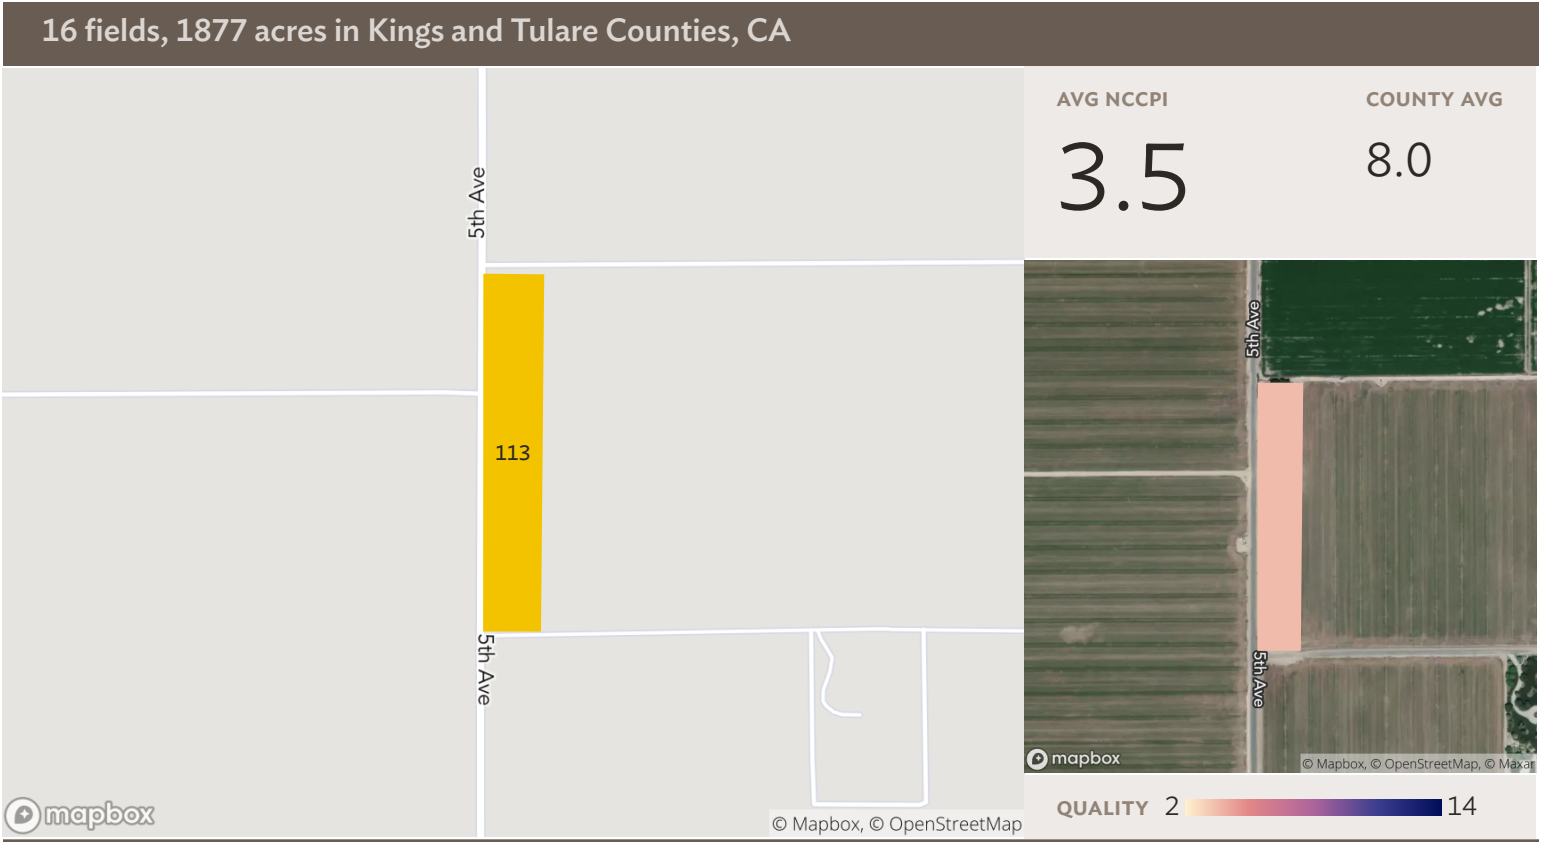 16 fields, 1877 acres in Kings and Tulare Counties, CA
AVG NCCPI
COUNTY AVG
3.5
8.0
5th Ave
113
5th Ave
mapbox
© Mapbox, © OpenStreetMap
5th Ave
5th Ave
mapbox
© Mapbox, © OpenStreetMap, © Maxar
QUALITY 2 14